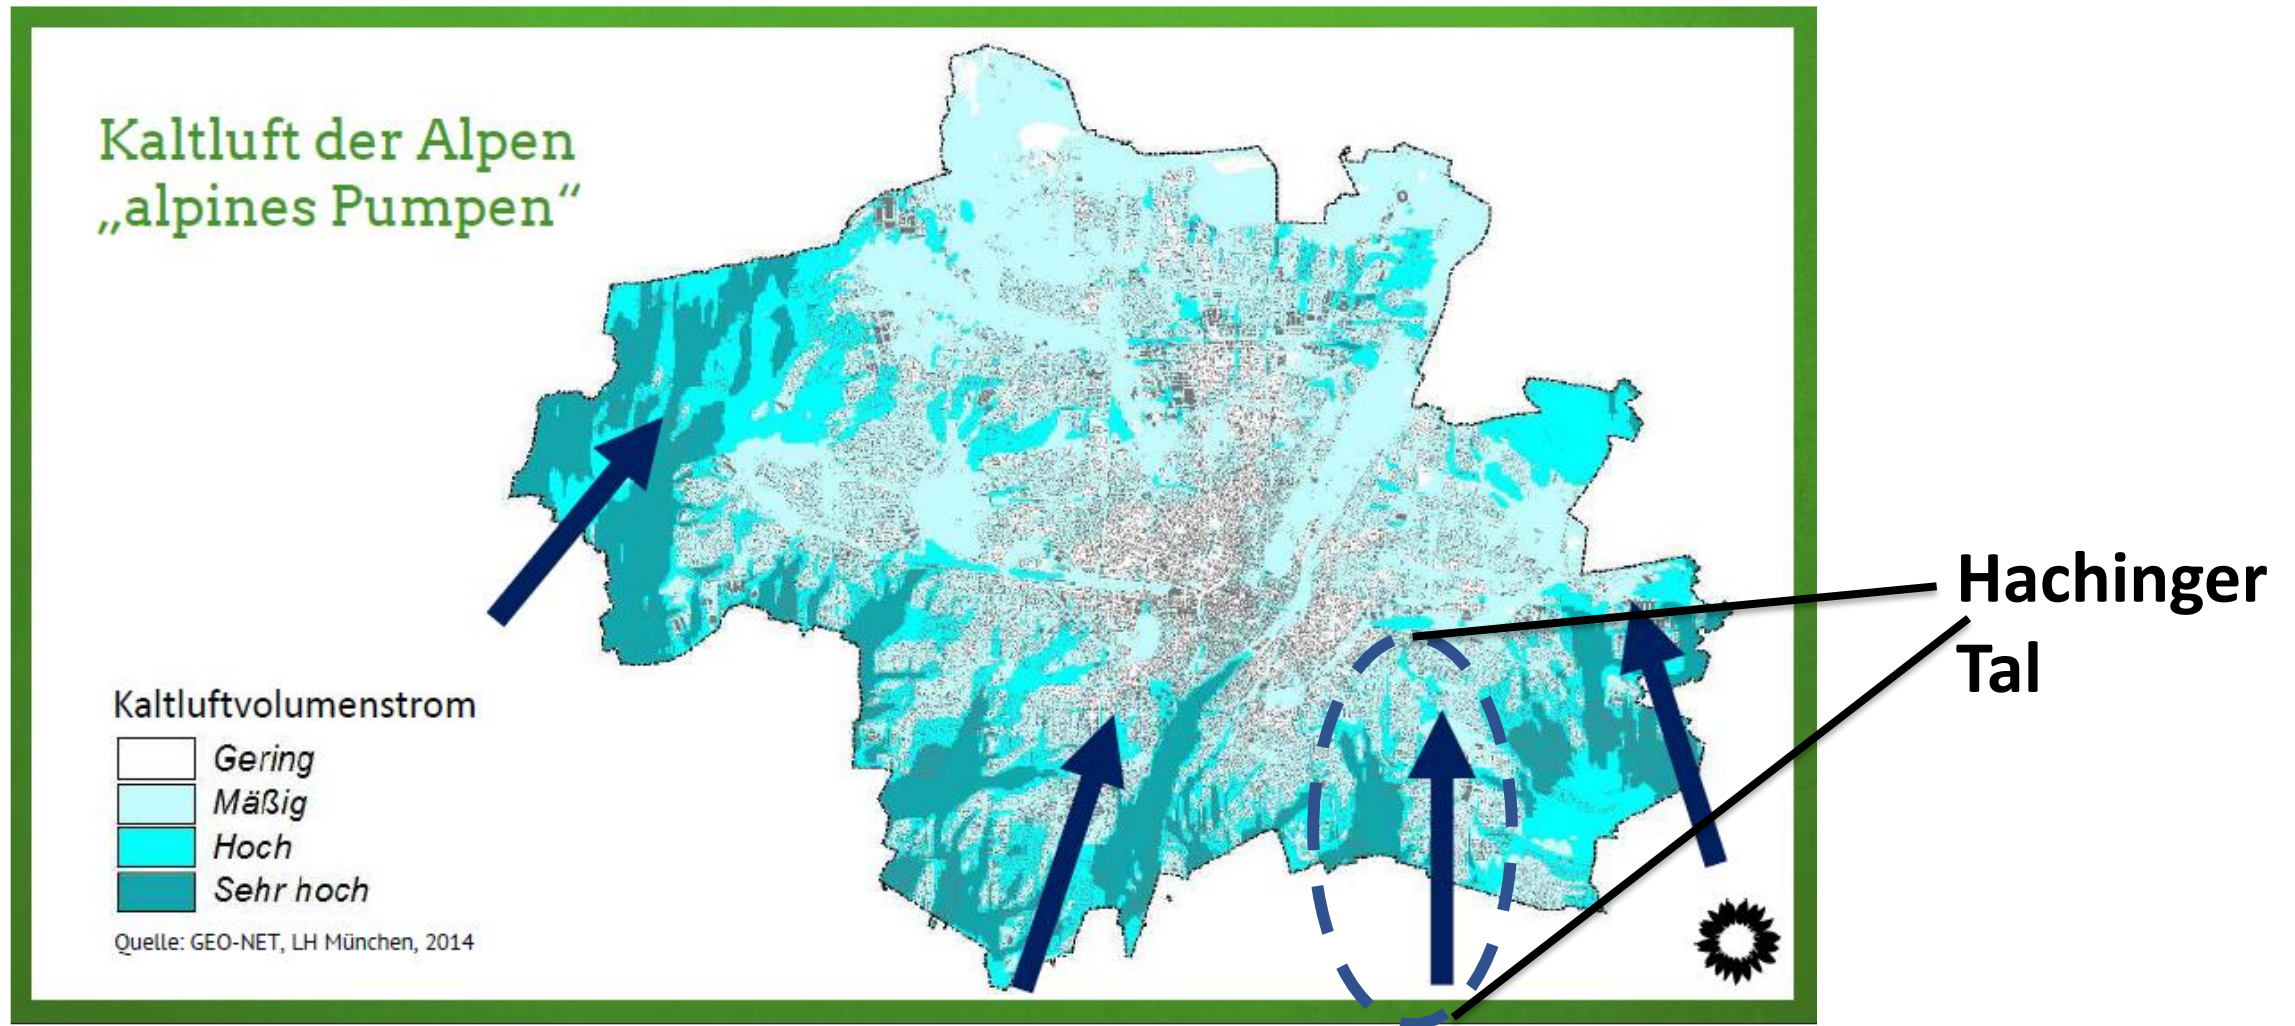 Kaltluft der Alpen
„alpines Pumpen“
Kaltluftvolumenstrom
Gering
Mäßig
Hoch
Sehr hoch
Quelle: GEO-NET, LH München, 2014
Hachinger
Tal